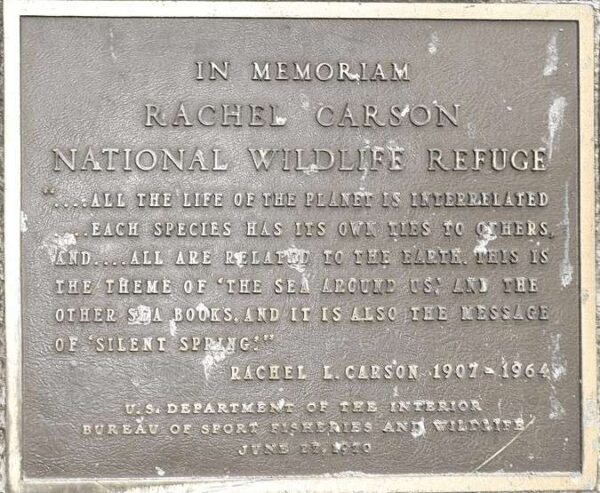 IN MEMORIAM
RACHEL CARSON
NATIONAL WILDLIFE REFUGE
"....ALL THE LIFE OF THE PLANET IS INTERRELATED
....EACH SPECIES HAS ITS OWN TIES TO OTHERS,
AND....ALL ARE RELATED TO THE EARTH. THIS IS
THE THEME OF 'THE SEA AROUND US,' AND THE
OTHER SEA BOOKS, AND IT IS ALSO THE MESSAGE
OF 'SILENT SPRING.'"
RACHEL L. CARSON 1907 - 1964
U.S. DEPARTMENT OF THE INTERIOR
BUREAU OF SPORT FISHERIES AND WILDLIFE
JUNE 27, 1970